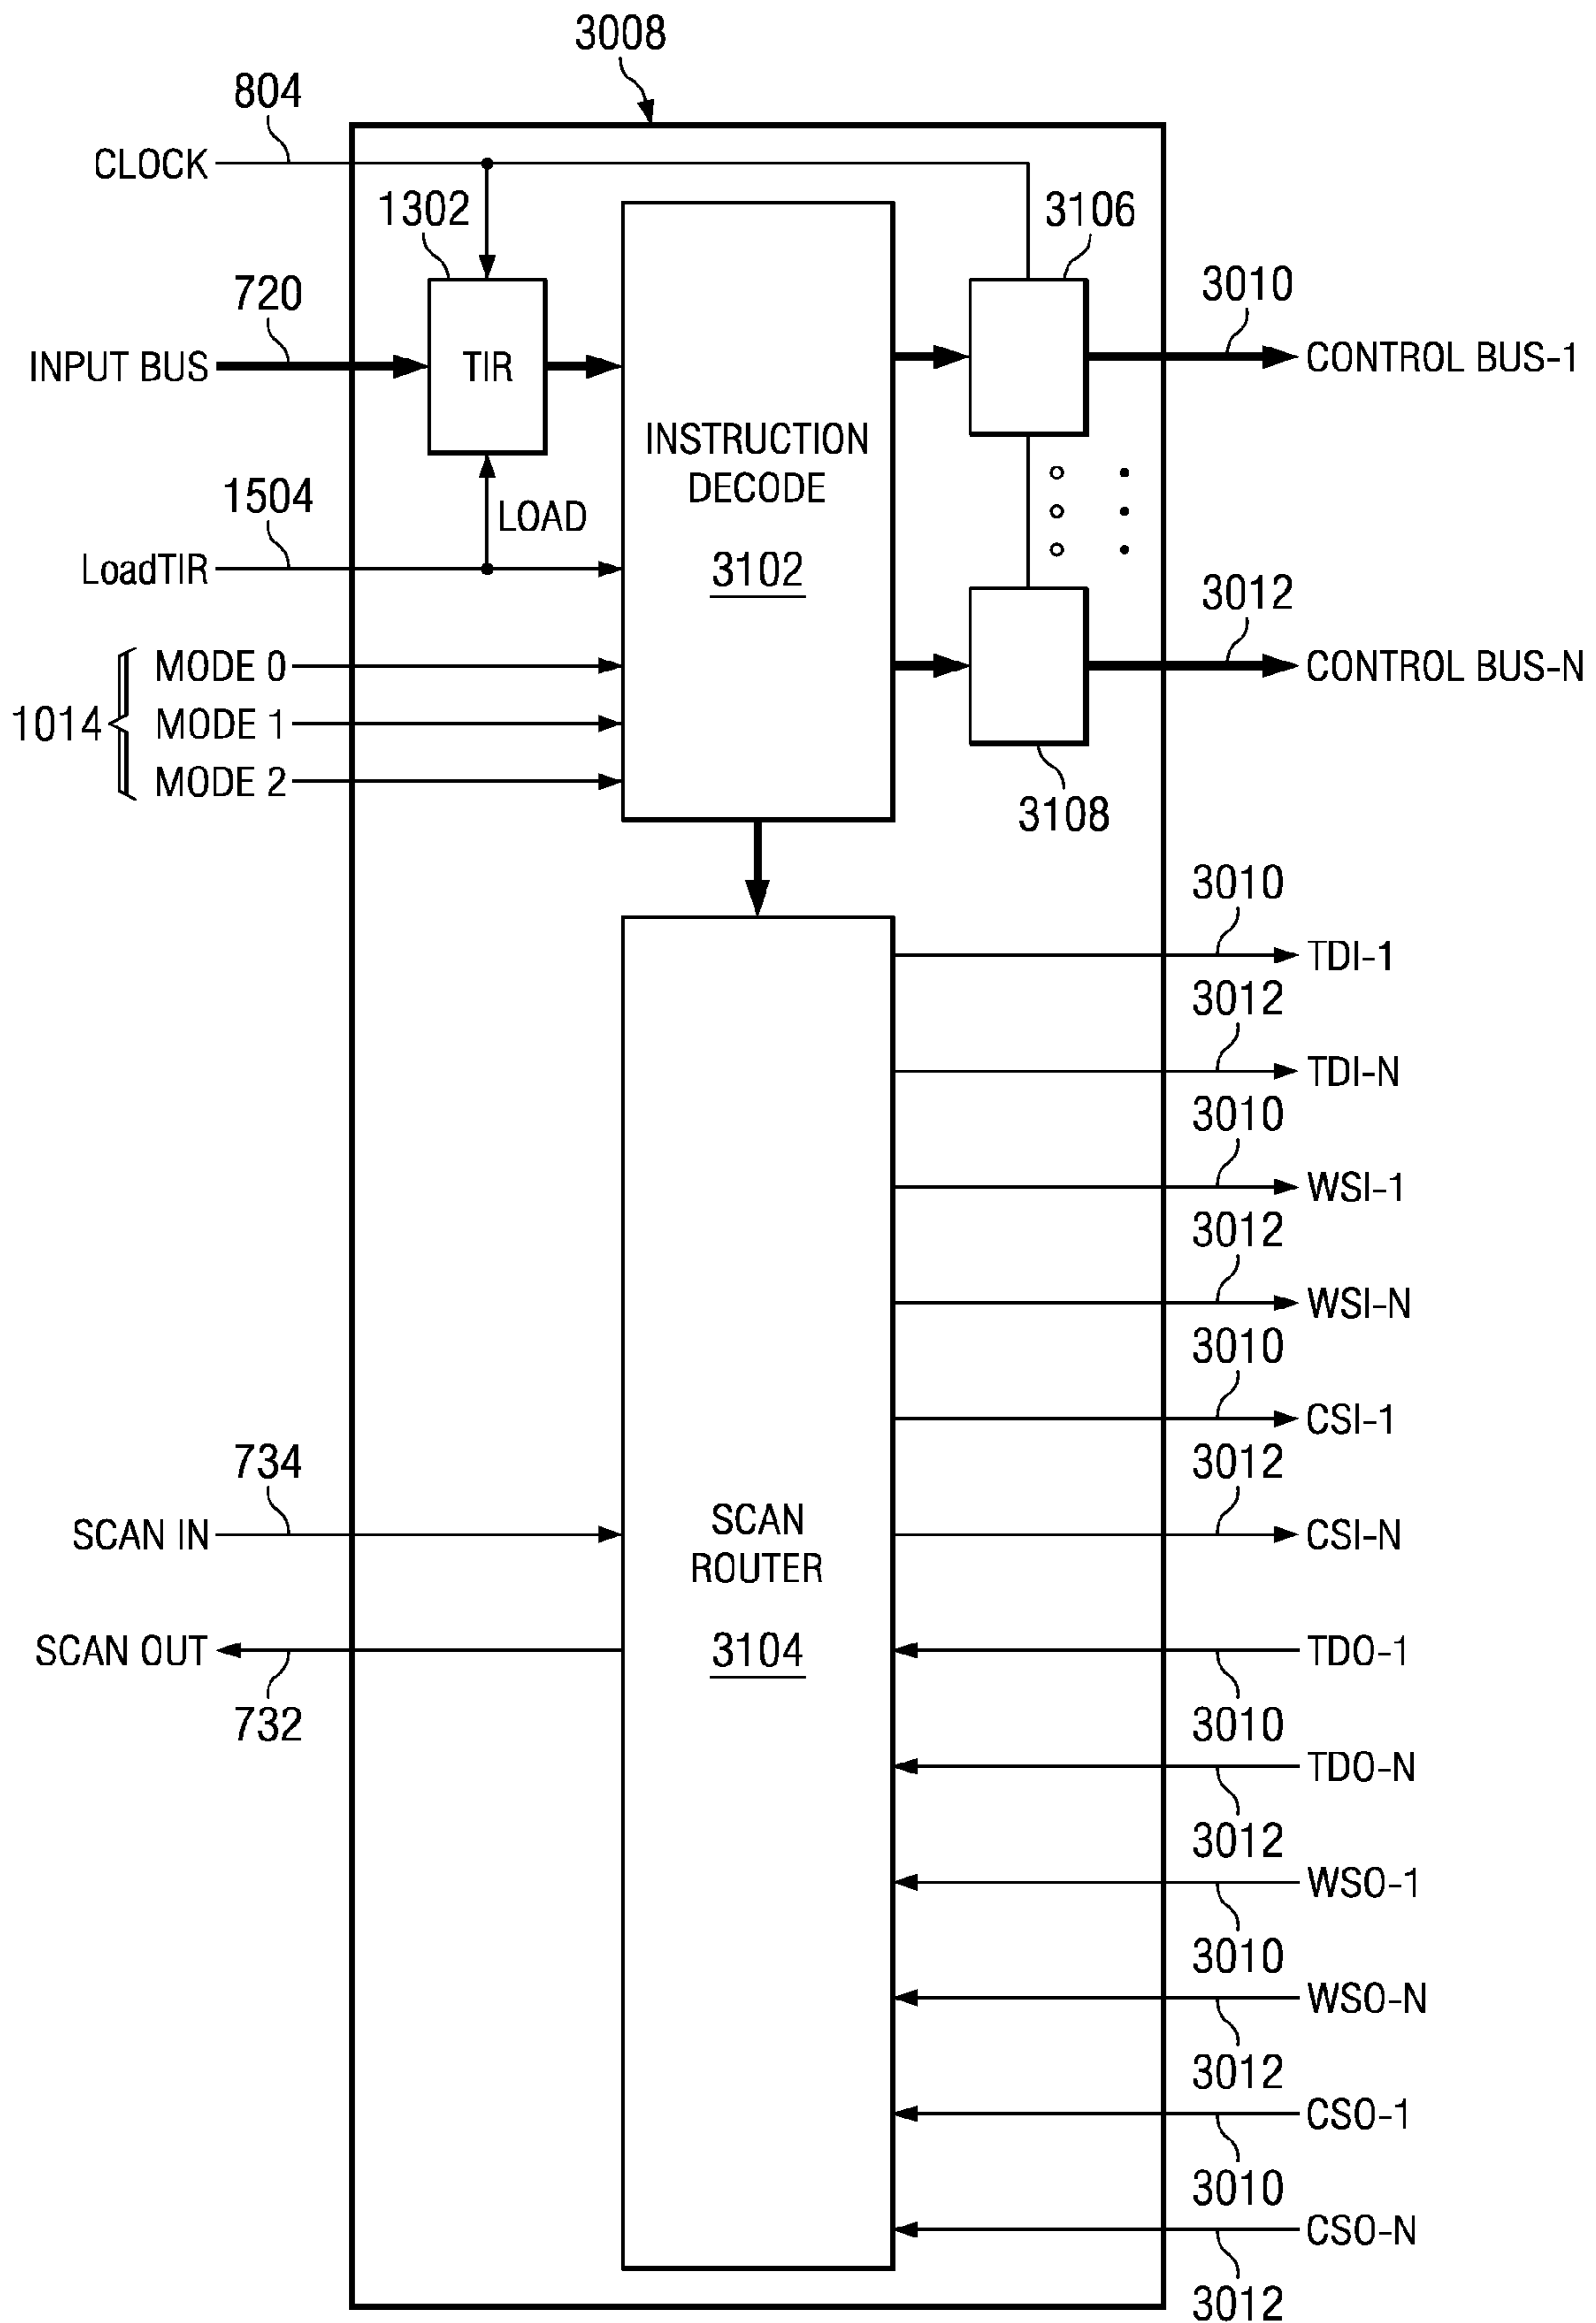 3008
804
CLOCK
1302
3106
720
3010
INPUT BUS
TIR
CONTROL BUS-1
INSTRUCTION
DECODE
3102
1504
LOAD
LoadTIR
3012
MODE 0
CONTROL BUS-N
1014
MODE 1
MODE 2
3108
3010
TDI-1
3012
TDI-N
3010
WSI-1
3012
WSI-N
3010
CSI-1
734
3012
SCAN IN
CSI-N
SCAN
ROUTER
3104
SCAN OUT
TDO-1
732
3010
TDO-N
3012
WSO-1
3010
WSO-N
3012
CSO-1
3010
CSO-N
3012